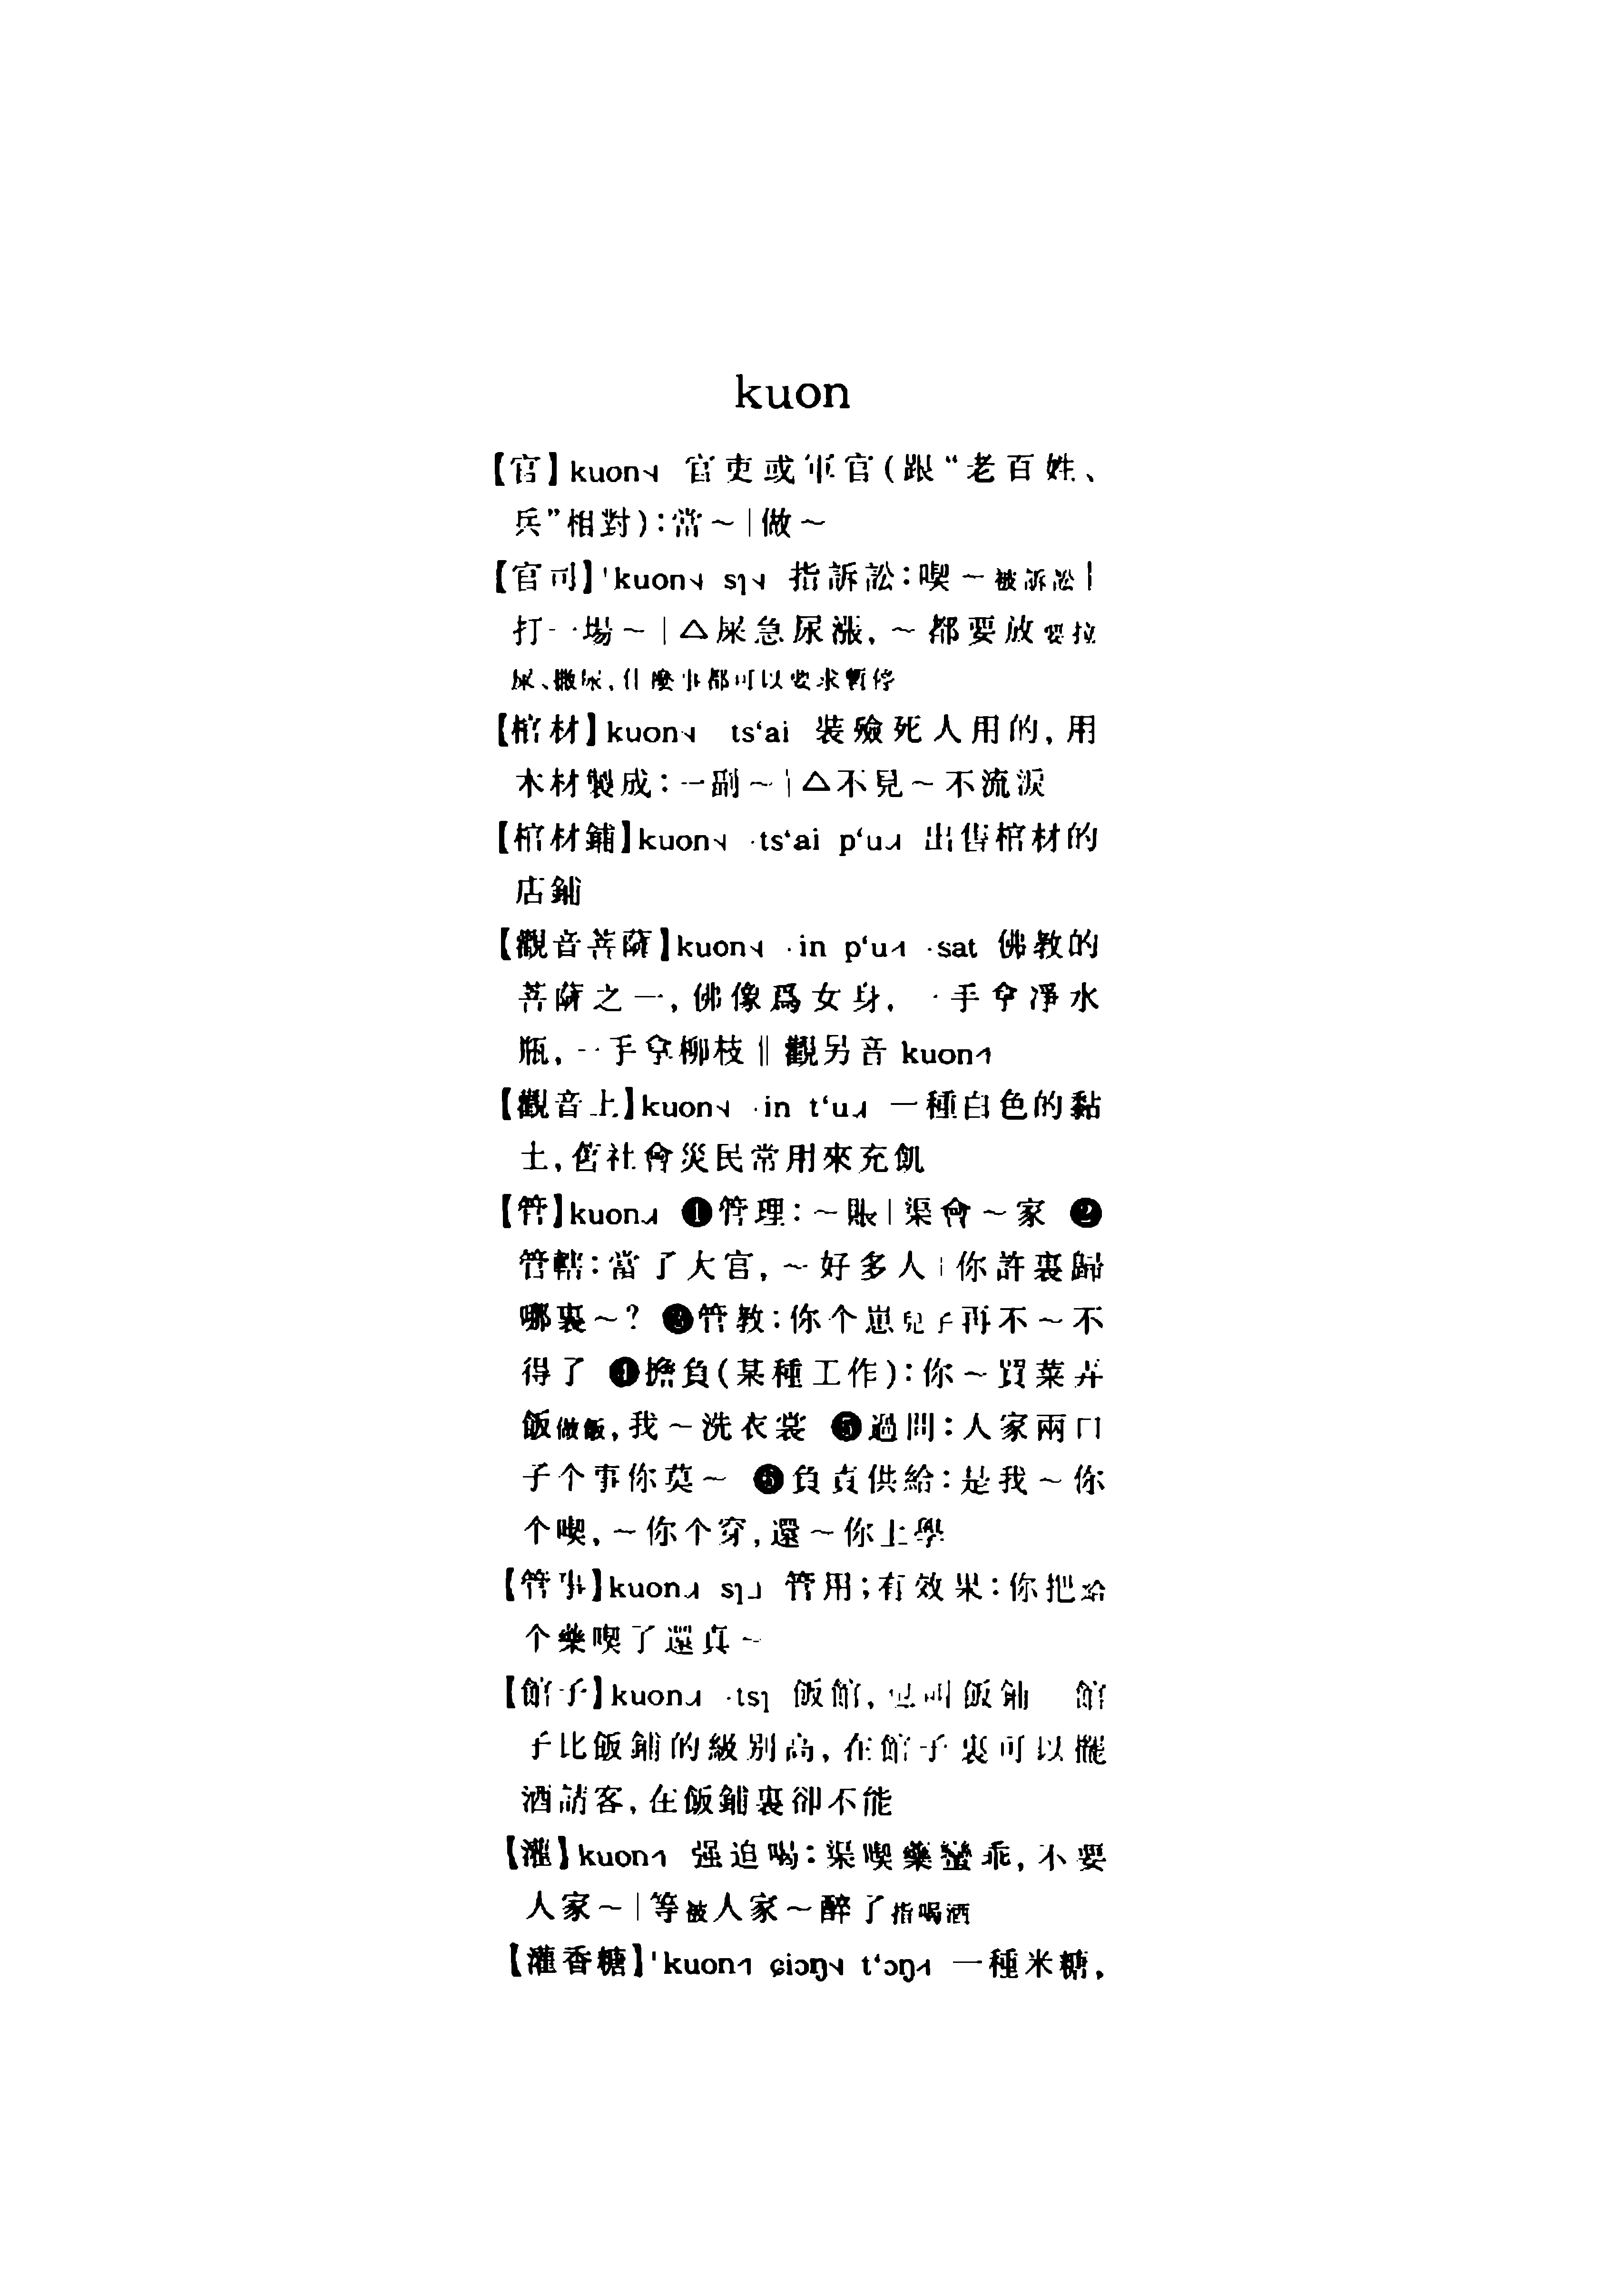 kuon
【官】kuon˧˨ 官吏或軍官(跟“老百姓、
兵”相對):當～|做～
【官司】'kuon˧˨ sɿ˧˨ 指訴訟:喫～被訴訟|
打一場～|△屎急尿漲,～都要放要拉
屎、撒尿,什麼事都可以要求暫停
【棺材】kuon˧˨ ts‘ai 裝殮死人用的,用
木材製成:一副～|△不見～不流淚
【棺材鋪】kuon˧˨ ·ts‘ai p‘u˨˩˧ 出售棺材的
店鋪
【觀音菩薩】kuon˧˨ ·in p‘u˨˦ ·sat 佛教的
菩薩之一,佛像爲女身,一手拿凈水
瓶,一手拿柳枝‖觀另音 kuon˧˥
【觀音土】kuon˧˨ ·in t‘u˨˩˧ 一種白色的黏
土,舊社會災民常用來充飢
【管】kuon˨˩˧ ❶管理:～賬|渠會～家 ❷
管轄:當了大官,～好多人|你許裏歸
哪裏～? ❸管教:你个崽兒子再不～不
得了 ❹擔負(某種工作):你～買菜弄
飯做飯,我～洗衣裳 ❺過問:人家兩口
子个事你莫～ ❻負責供給:是我～你
个喫,～你个穿,還～你上學
【管事】kuon˨˩˧ sɿ˨˩ 管用;有效果:你把給
个藥喫了還真～
【館子】kuon˨˩˧ ·tsɿ 飯館,也叫飯鋪 館
子比飯鋪的級別高,在館子裏可以擺
酒請客,在飯鋪裏卻不能
【灌】kuon˧˥ 强迫喝:渠喫藥蠻乖,不要
人家～|等被人家～醉了指喝酒
【灌香糖】'kuon˧˥ ɕiɔŋ˧˨ t‘ɔŋ˨˦ 一種米糖,